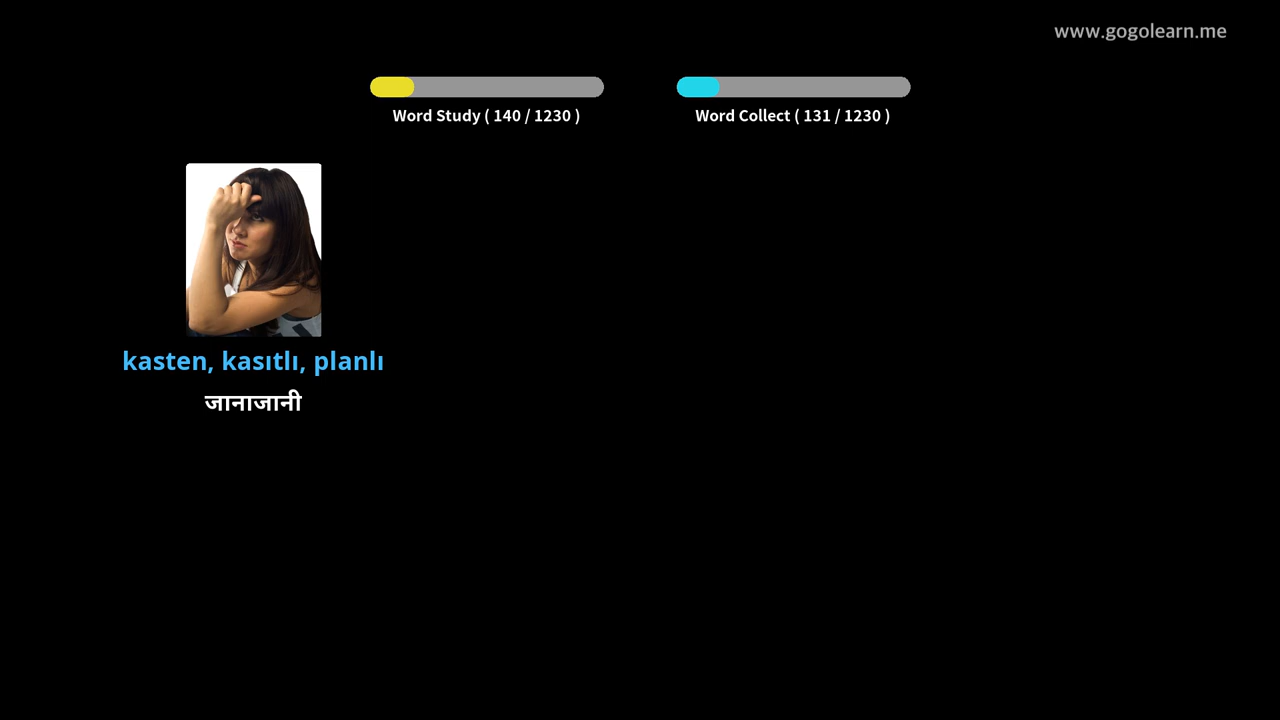 www.gogolearn.me
Word Study ( 140 / 1230 )
Word Collect ( 131 / 1230 )
kasten, kasıtlı, planlı
जानाजानी